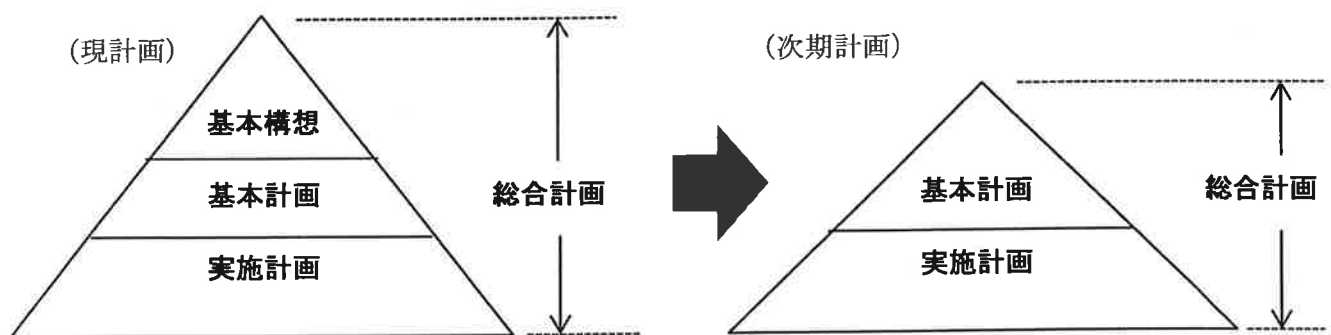 (現計画)
基本構想
基本計画
実施計画
総合計画
(次期計画)
基本計画
実施計画
総合計画